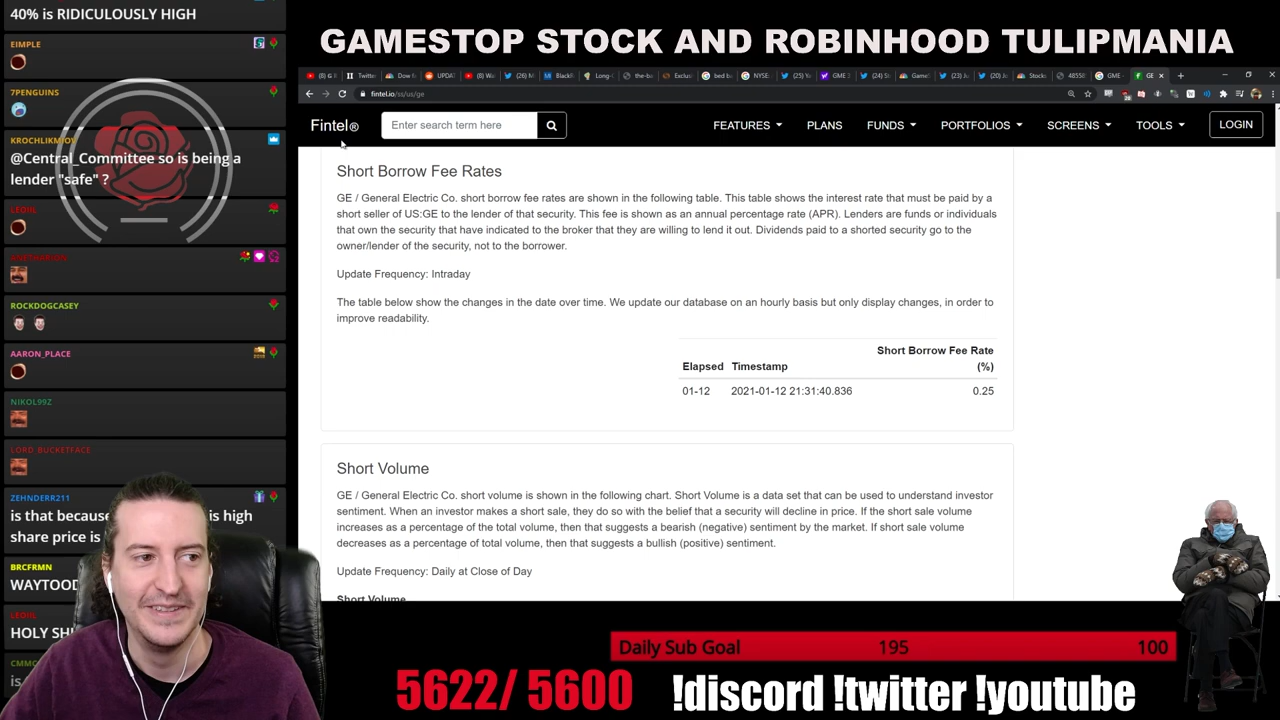 40% is RIDICULOUSLY HIGH
EIMPLE
7PENGUINS
KROCHLIKMIOV
@Central_Committee so is being a
lender "safe" ?
LEOJIL
ROCKDOGCASEY
AARON_PLACE
NIKOL99Z
LORD_BUCKETFACE
ZEHNDERR211
is that because is high
share price is
BRCFRMN
WAYTOOD
HOLY SH
GAMESTOP STOCK AND ROBINHOOD TULIPMANIA
fintel.io/ss/us/ge
Fintel®
Enter search term here
FEATURES PLANS FUNDS PORTFOLIOS SCREENS TOOLS LOGIN
Short Borrow Fee Rates
GE / General Electric Co. short borrow fee rates are shown in the following table. This table shows the interest rate that must be paid by a
short seller of US:GE to the lender of that security. This fee is shown as an annual percentage rate (APR). Lenders are funds or individuals
that own the security that have indicated to the broker that they are willing to lend it out. Dividends paid to a shorted security go to the
owner/lender of the security, not to the borrower.
Update Frequency: Intraday
The table below show the changes in the date over time. We update our database on an hourly basis but only display changes, in order to
improve readability.
Short Borrow Fee Rate
Elapsed Timestamp (%)
01-12 2021-01-12 21:31:40.836 0.25
Short Volume
GE / General Electric Co. short volume is shown in the following chart. Short Volume is a data set that can be used to understand investor
sentiment. When an investor makes a short sale, they do so with the belief that a security will decline in price. If the short sale volume
increases as a percentage of the total volume, then that suggests a bearish (negative) sentiment by the market. If short sale volume
decreases as a percentage of total volume, then that suggests a bullish (positive) sentiment.
Update Frequency: Daily at Close of Day
Short Volume
Daily Sub Goal 195 100
5622/ 5600 !discord !twitter !youtube